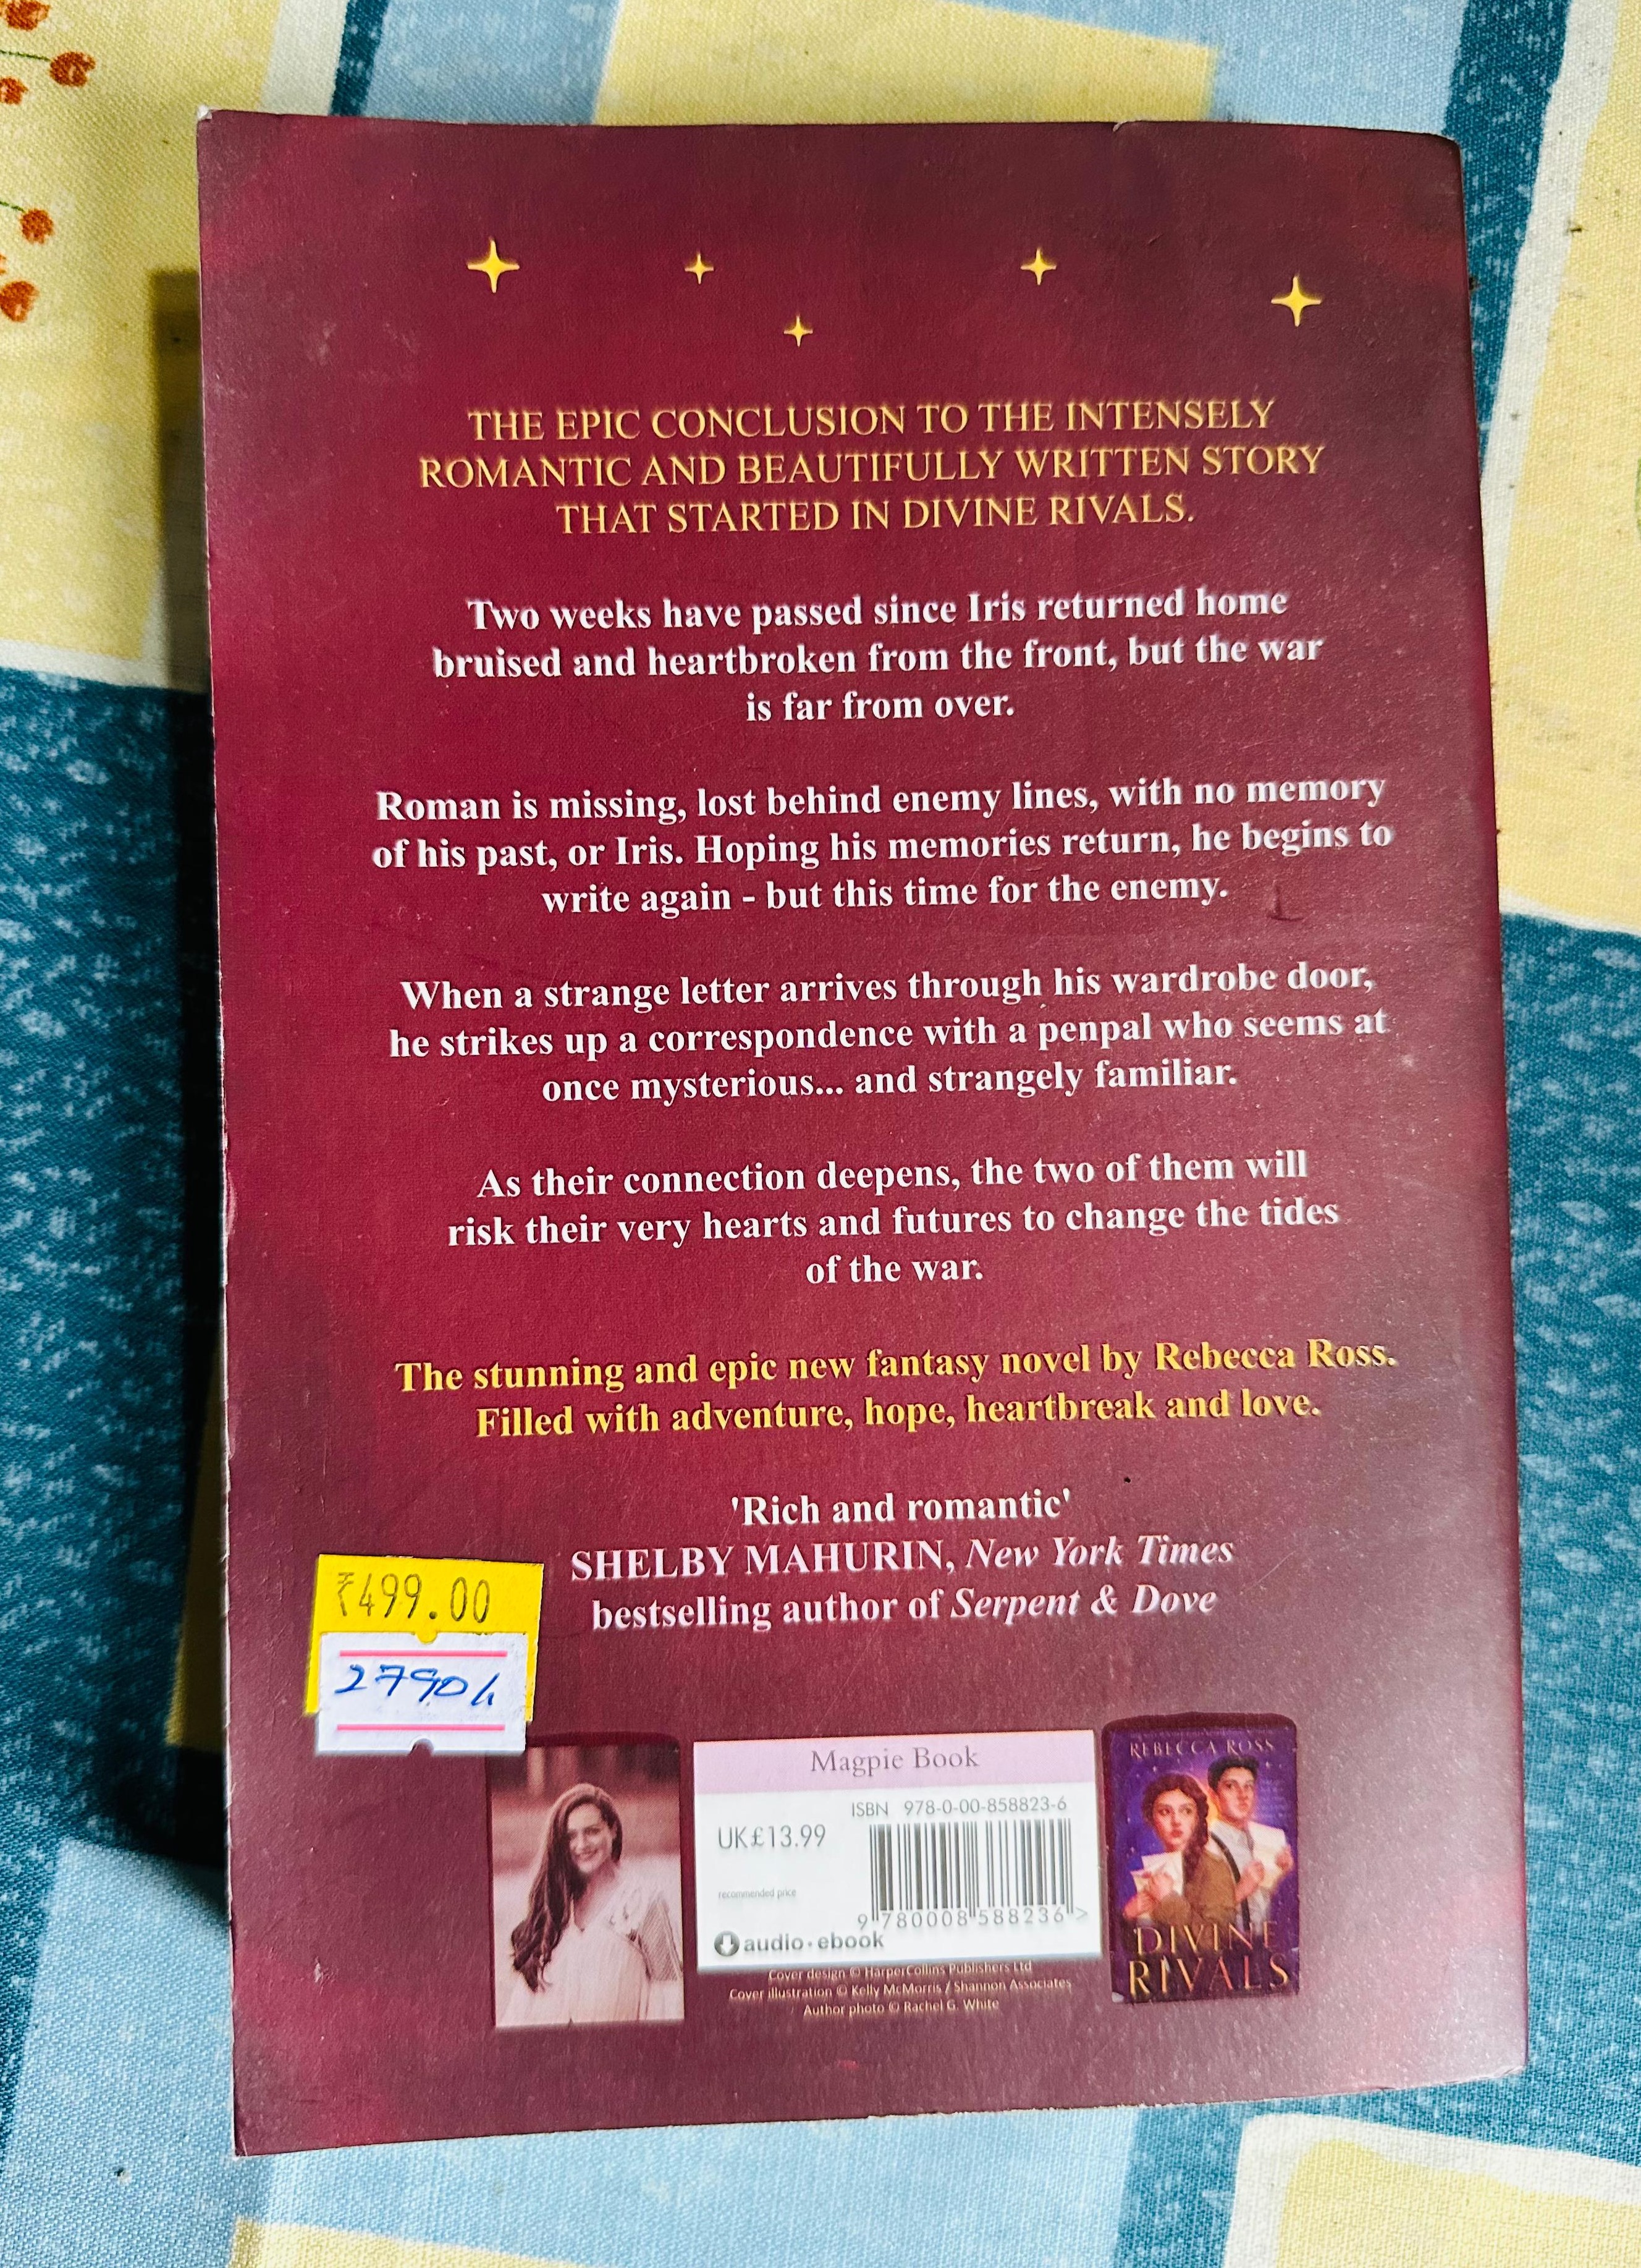 THE EPIC CONCLUSION TO THE INTENSELY
ROMANTIC AND BEAUTIFULLY WRITTEN STORY
THAT STARTED IN DIVINE RIVALS.
Two weeks have passed since Iris returned home
bruised and heartbroken from the front, but the war
is far from over.
Roman is missing, lost behind enemy lines, with no memory
of his past, or Iris. Hoping his memories return, he begins to
write again - but this time for the enemy.
When a strange letter arrives through his wardrobe door,
he strikes up a correspondence with a penpal who seems at
once mysterious... and strangely familiar.
As their connection deepens, the two of them will
risk their very hearts and futures to change the tides
of the war.
The stunning and epic new fantasy novel by Rebecca Ross.
Filled with adventure, hope, heartbreak and love.
'Rich and romantic'
SHELBY MAHURIN, New York Times
bestselling author of Serpent & Dove
₹499.00
Magpie Book
ISBN 978-0-00-858823-6
UK£13.99
recommended price
9 780008 588236 >
audio・ebook
Cover design © HarperCollins Publishers Ltd
Cover illustration © Kelly McMorris / Shannon Associates
Author photo © Rachel G. White
REBECCA ROSS
DIVINE
RIVALS